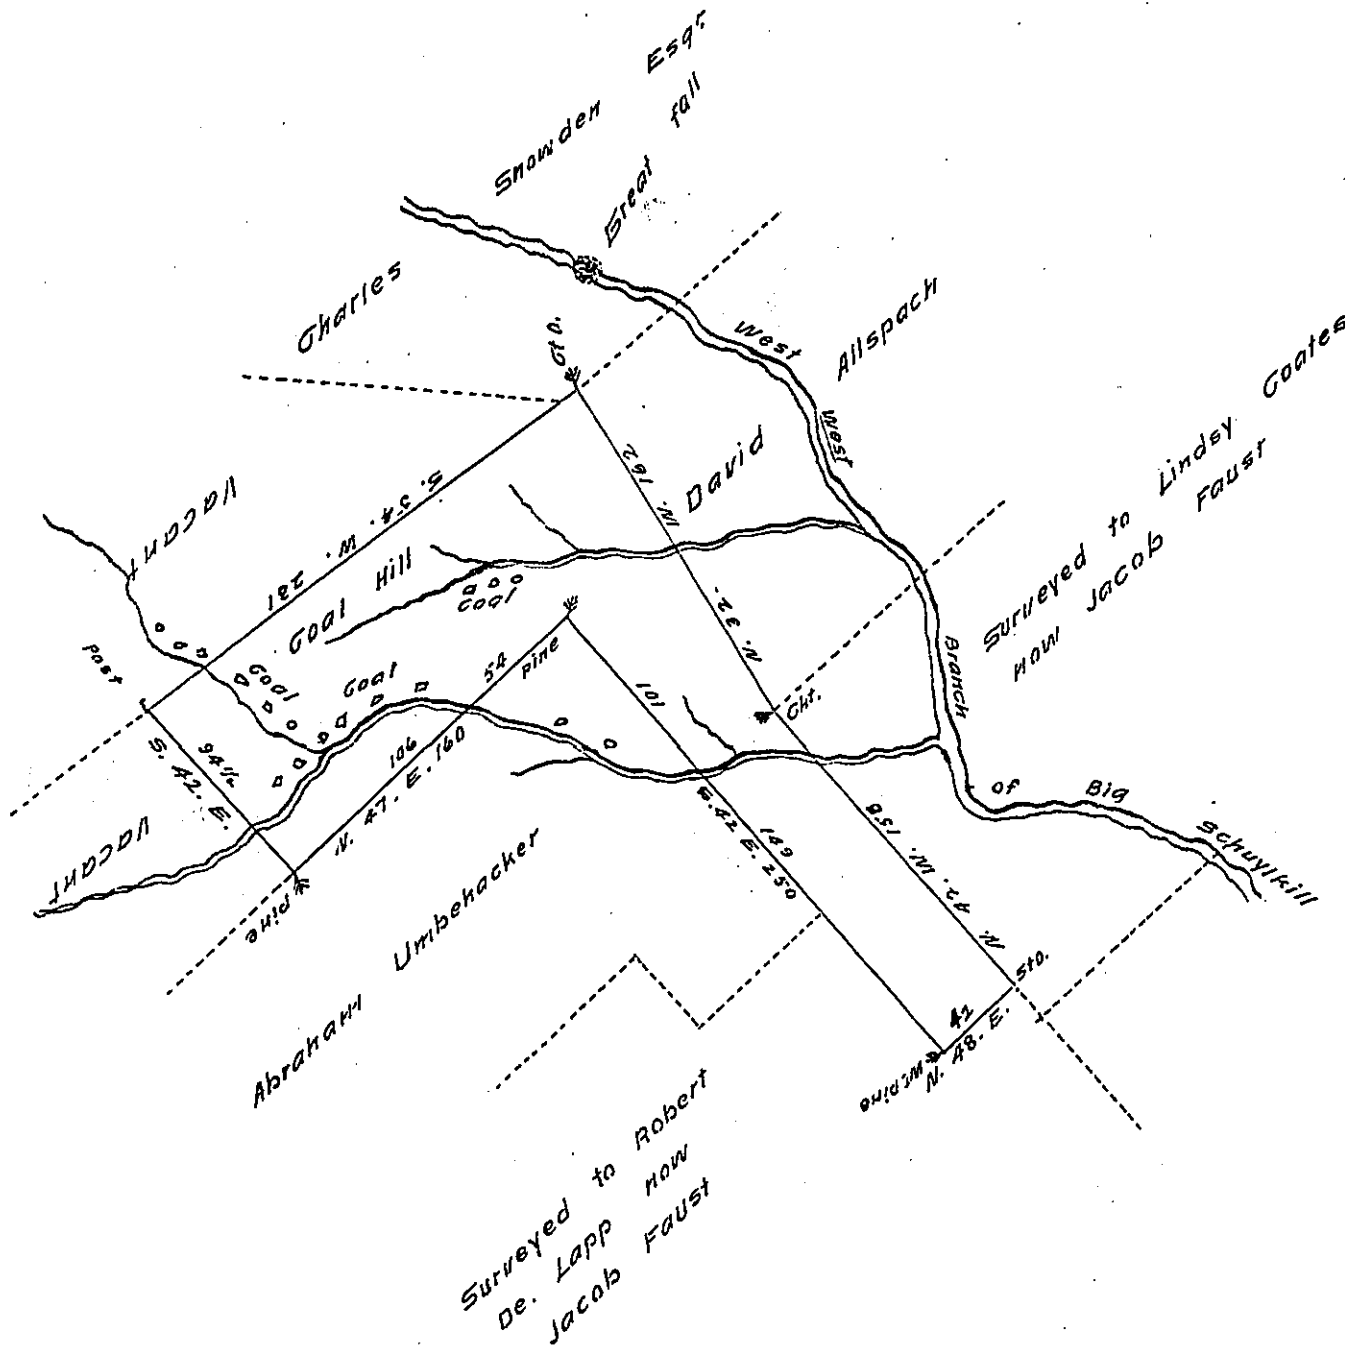 Snowden Esqr.
Great fall
Charles
Ct O.
West
Allspach
West
David
Surveyed to Lindsy Coates
now Jacob Faust
Vacant
S. 54. W. 231
N. 32. W. 162
Coal Hill
Coal
Post
Coal
Coal
54
Pine
S. 42. E.
94½
106
N. 47. E. 160
101
Cht.
Branch
Of Big Schuylkill
Vacant
pine
149
S. 42 E. 250
N. 42. W. 158
Abraham Umbehacker
42
N. 48. E.
Sto.
W. pine
Surveyed to Robert
De. Lapp now
Jacob Faust